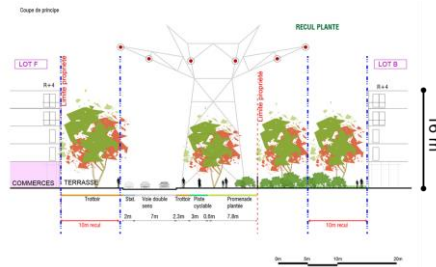 Coupe de principe
RECUL PLANTE
LOT F
LOT B
Limite propriété
Limite propriété
R+4
R+4
COMMERCES
TERRASSE
Trottoir
Stat.
Voie double sens
Trottoir
Piste cyclable
Promenade plantée
2m
7m
2,3m
3m
0,6m
7,8m
10m recul
10m recul
0m
5m
10m
20m